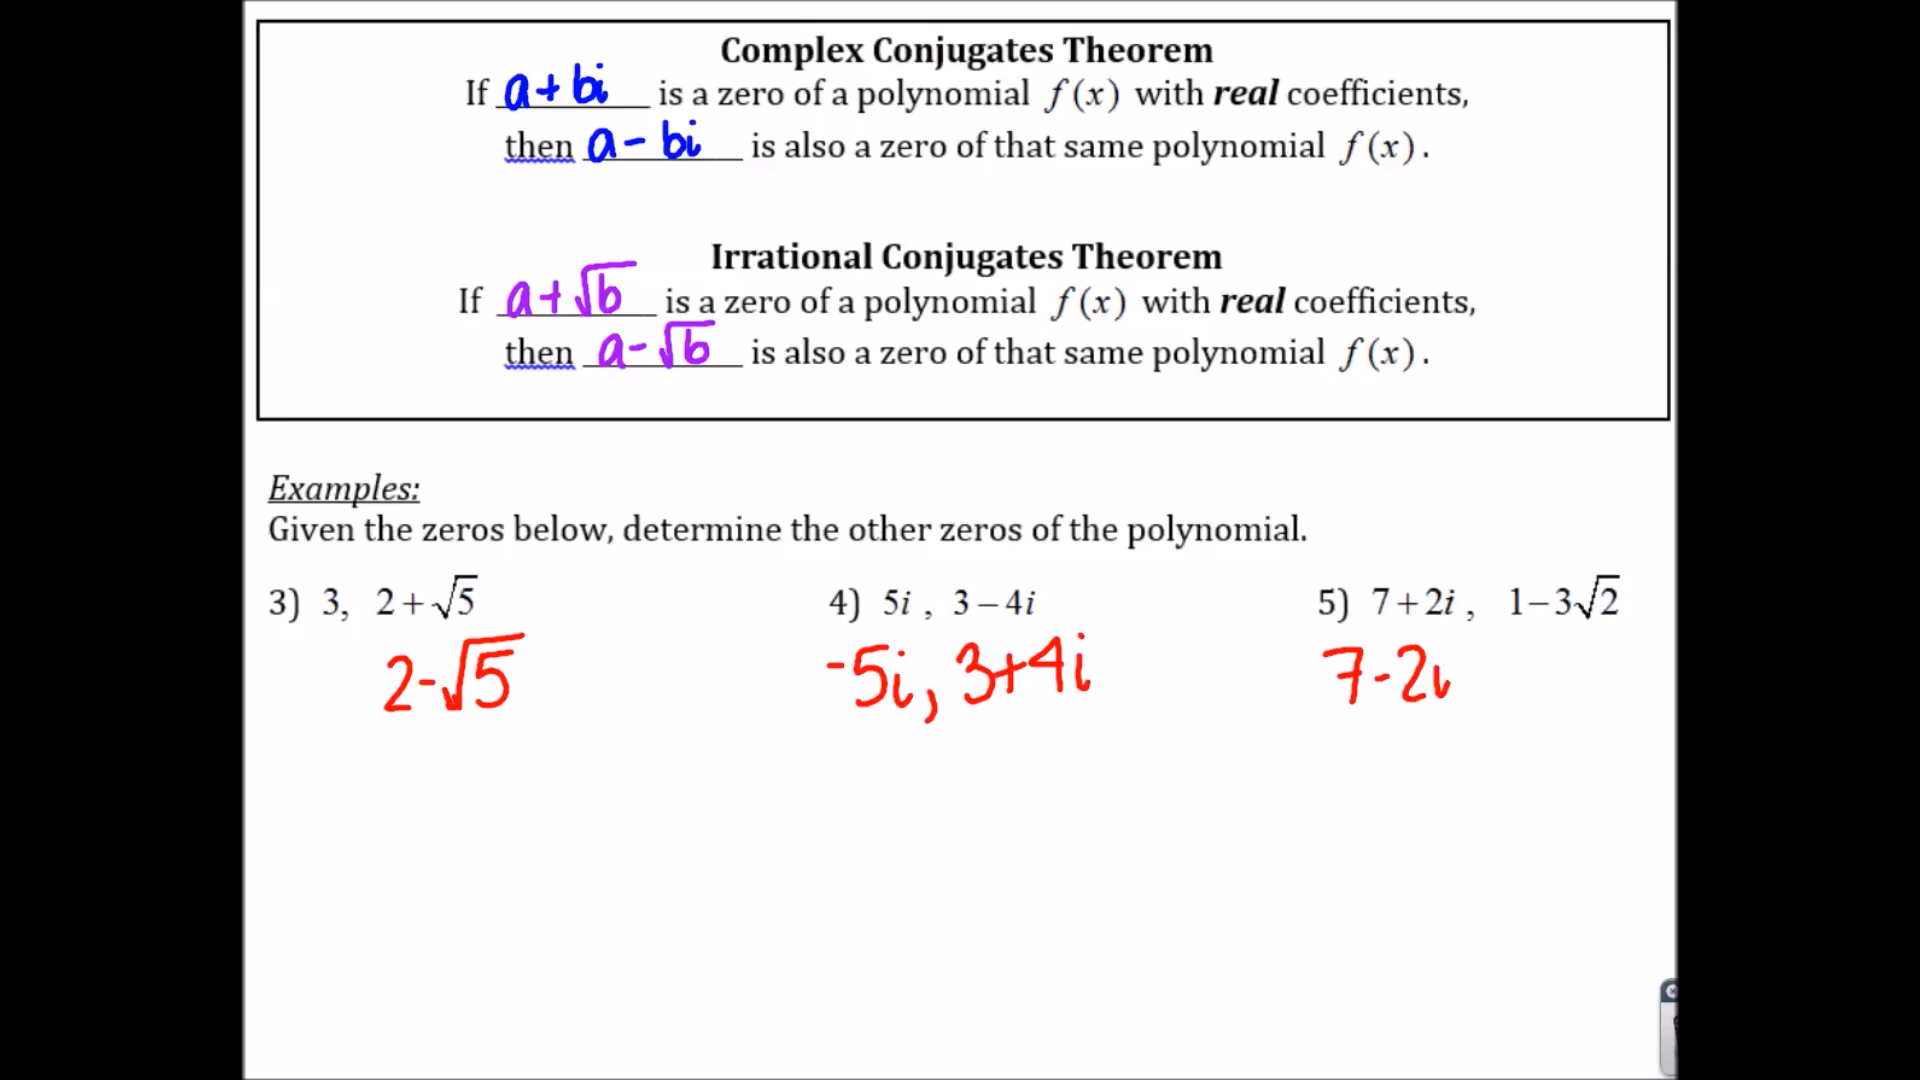 Complex Conjugates Theorem
If a + bi is a zero of a polynomial f(x) with real coefficients,
then a - bi is also a zero of that same polynomial f(x).
Irrational Conjugates Theorem
If a + √b is a zero of a polynomial f(x) with real coefficients,
then a - √b is also a zero of that same polynomial f(x).
Examples:
Given the zeros below, determine the other zeros of the polynomial.
3) 3, 2 + √5 4) 5i , 3 – 4i 5) 7 + 2i , 1 – 3√2
2-√5 -5i, 3+4i 7-2i